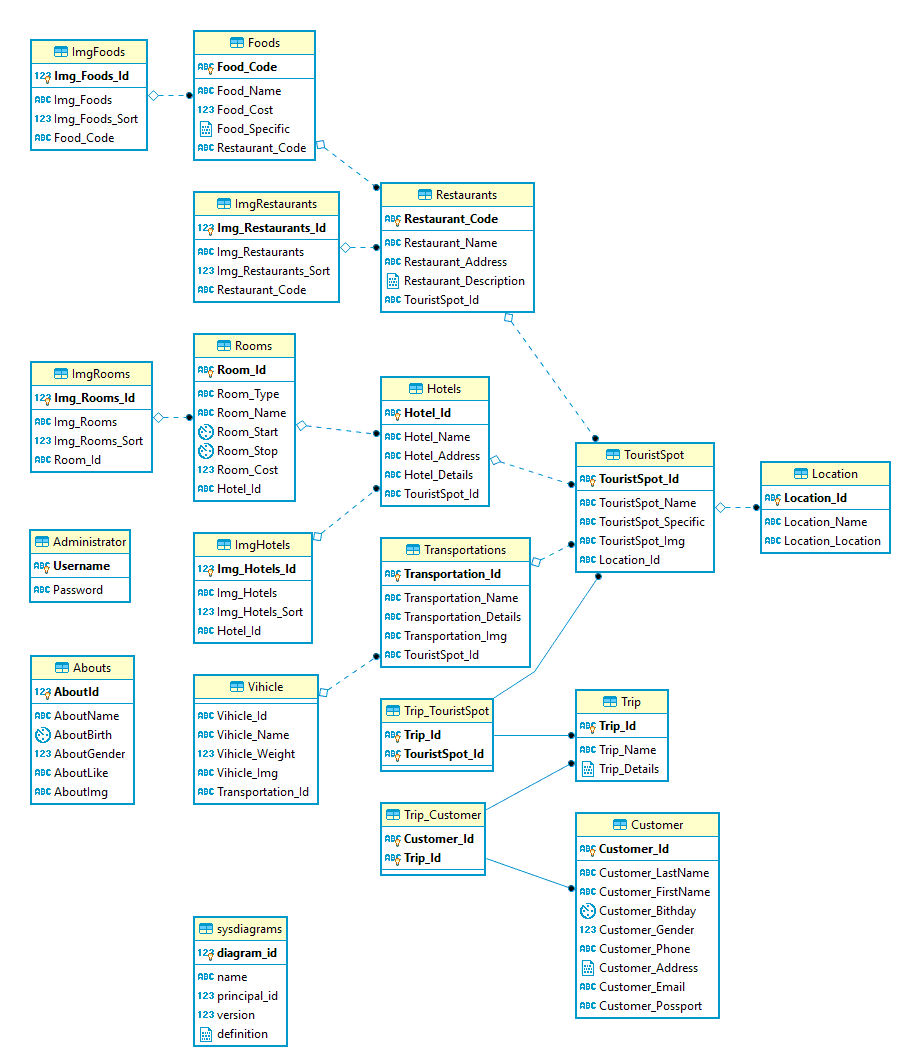 ImgFoods
Img_Foods_Id
Img_Foods
Img_Foods_Sort
Food_Code
Foods
Food_Code
Food_Name
Food_Cost
Food_Specific
Restaurant_Code
ImgRestaurants
Img_Restaurants_Id
Img_Restaurants
Img_Restaurants_Sort
Restaurant_Code
Restaurants
Restaurant_Code
Restaurant_Name
Restaurant_Address
Restaurant_Description
TouristSpot_Id
ImgRooms
Img_Rooms_Id
Img_Rooms
Img_Rooms_Sort
Room_Id
Rooms
Room_Id
Room_Type
Room_Name
Room_Start
Room_Stop
Room_Cost
Hotel_Id
Hotels
Hotel_Id
Hotel_Name
Hotel_Address
Hotel_Details
TouristSpot_Id
TouristSpot
TouristSpot_Id
TouristSpot_Name
TouristSpot_Specific
TouristSpot_Img
Location_Id
Location
Location_Id
Location_Name
Location_Location
Administrator
Username
Password
ImgHotels
Img_Hotels_Id
Img_Hotels
Img_Hotels_Sort
Hotel_Id
Transportations
Transportation_Id
Transportation_Name
Transportation_Details
Transportation_Img
TouristSpot_Id
Abouts
AboutId
AboutName
AboutBirth
AboutGender
AboutLike
AboutImg
Vihicle
Vihicle_Id
Vihicle_Name
Vihicle_Weight
Vihicle_Img
Transportation_Id
Trip_TouristSpot
Trip_Id
TouristSpot_Id
Trip
Trip_Id
Trip_Name
Trip_Details
Trip_Customer
Customer_Id
Trip_Id
Customer
Customer_Id
Customer_LastName
Customer_FirstName
Customer_Bithday
Customer_Gender
Customer_Phone
Customer_Address
Customer_Email
Customer_Possport
sysdiagrams
diagram_id
name
principal_id
version
definition